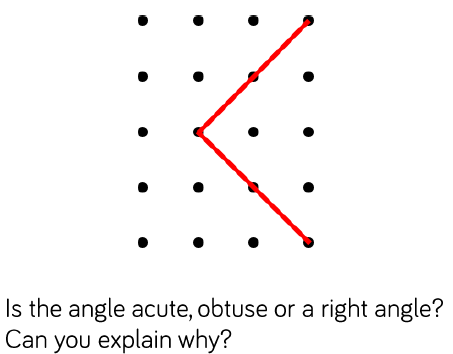 Is the angle acute, obtuse or a right angle?
Can you explain why?